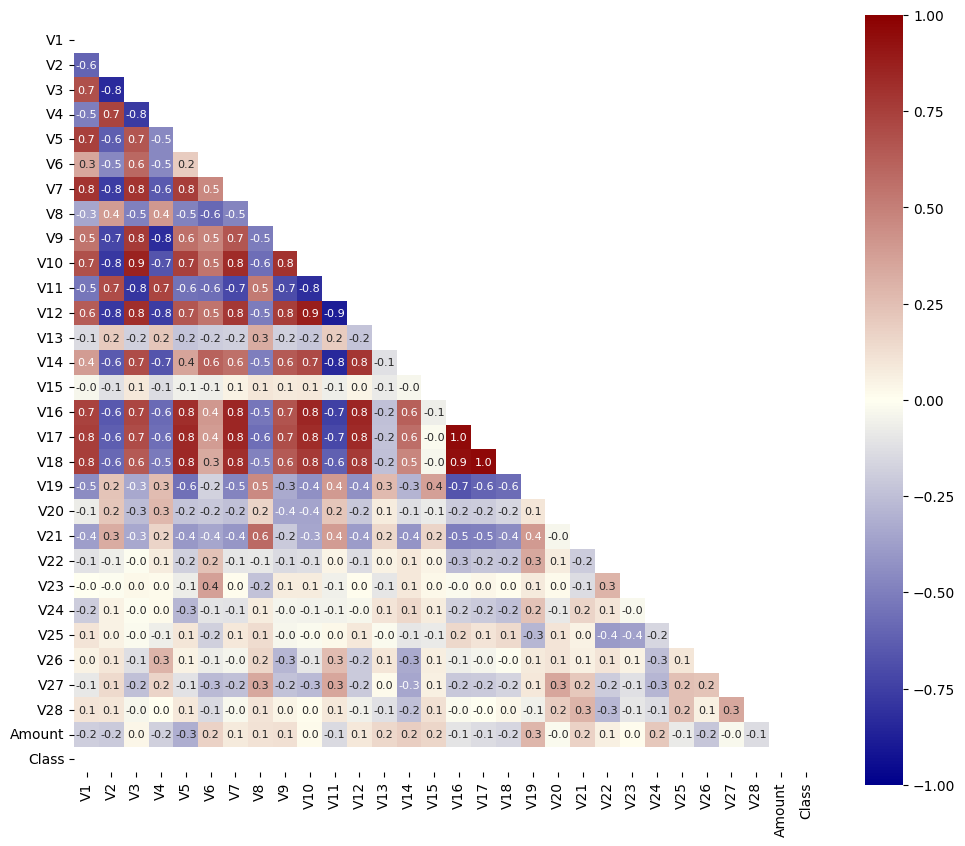 V1
V2 -0.6
V3 0.7 -0.8
V4 -0.5 0.7 -0.8
V5 0.7 -0.6 0.7 -0.5
V6 0.3 -0.5 0.6 -0.5 0.2
V7 0.8 -0.8 0.8 -0.6 0.8 0.5
V8 -0.3 0.4 -0.5 0.4 -0.5 -0.6 -0.5
V9 0.5 -0.7 0.8 -0.8 0.6 0.5 0.7 -0.5
V10 0.7 -0.8 0.9 -0.7 0.7 0.5 0.8 -0.6 0.8
V11 -0.5 0.7 -0.8 0.7 -0.6 -0.6 -0.7 0.5 -0.7 -0.8
V12 0.6 -0.8 0.8 -0.8 0.7 0.5 0.8 -0.5 0.8 0.9 -0.9
V13 -0.1 0.2 -0.2 0.2 -0.2 -0.2 -0.2 0.3 -0.2 -0.2 0.2 -0.2
V14 0.4 -0.6 0.7 -0.7 0.4 0.6 0.6 -0.5 0.6 0.7 -0.8 0.8 -0.1
V15 -0.0 -0.1 0.1 -0.1 -0.1 -0.1 0.1 0.1 0.1 0.1 -0.1 0.0 -0.1 -0.0
V16 0.7 -0.6 0.7 -0.6 0.8 0.4 0.8 -0.5 0.7 0.8 -0.7 0.8 -0.2 0.6 -0.1
V17 0.8 -0.6 0.7 -0.6 0.8 0.4 0.8 -0.6 0.7 0.8 -0.7 0.8 -0.2 0.6 -0.0 1.0
V18 0.8 -0.6 0.6 -0.5 0.8 0.3 0.8 -0.5 0.6 0.8 -0.6 0.8 -0.2 0.5 -0.0 0.9 1.0
V19 -0.5 0.2 -0.3 0.3 -0.6 -0.2 -0.5 0.5 -0.3 -0.4 0.4 -0.4 0.3 -0.3 0.4 -0.7 -0.6 -0.6
V20 -0.2 0.2 -0.3 0.3 -0.2 -0.2 -0.2 0.2 -0.4 -0.4 0.2 -0.2 0.1 -0.1 -0.1 -0.2 -0.2 -0.2 0.1
V21 -0.4 0.3 -0.3 0.2 -0.4 -0.4 -0.4 0.6 -0.2 -0.3 0.4 -0.4 0.2 -0.4 0.2 -0.5 -0.5 -0.4 0.4 -0.0
V22 -0.1 -0.1 -0.0 0.1 -0.2 0.2 -0.1 -0.1 -0.1 -0.1 0.0 -0.1 0.0 0.1 0.0 -0.3 -0.2 -0.2 0.3 0.1 -0.2
V23 -0.0 -0.0 0.0 0.0 -0.1 0.4 0.0 -0.2 0.1 0.1 -0.1 0.0 -0.1 0.1 0.0 -0.0 0.0 0.0 0.1 0.0 -0.1 0.3
V24 -0.2 0.1 -0.0 0.0 -0.3 -0.1 -0.1 0.1 -0.0 -0.1 -0.1 -0.0 0.1 0.1 0.1 -0.2 -0.2 -0.2 0.2 -0.1 0.2 0.1 -0.0
V25 0.1 0.0 -0.0 -0.1 0.1 -0.2 0.1 0.1 -0.0 -0.0 0.0 0.1 -0.0 -0.1 -0.1 0.2 0.1 0.1 -0.3 0.1 0.0 -0.4 -0.4 -0.2
V26 0.0 0.1 -0.1 0.3 0.1 -0.1 -0.0 0.2 -0.3 -0.1 0.3 -0.2 0.1 -0.3 0.1 -0.1 -0.0 -0.0 0.1 0.1 0.1 0.1 0.1 -0.3 0.1
V27 -0.1 0.1 -0.2 0.2 -0.1 -0.3 -0.2 0.3 -0.2 -0.3 0.3 -0.2 0.0 -0.3 0.1 -0.2 -0.2 -0.2 0.1 0.3 0.2 -0.2 -0.1 -0.3 0.2 0.2
V28 0.1 0.1 -0.0 0.0 0.1 -0.1 -0.0 0.1 0.0 0.0 0.1 -0.1 -0.1 -0.2 0.1 -0.0 -0.0 0.0 -0.1 0.2 0.3 -0.3 -0.1 -0.1 0.2 0.1 0.3
Amount -0.2 -0.2 0.0 -0.2 -0.3 0.2 0.1 0.1 0.1 0.0 -0.1 0.1 0.2 0.2 0.2 -0.1 -0.1 -0.2 0.3 -0.0 0.2 0.1 0.0 0.2 -0.1 -0.2 -0.0 -0.1
Class
V1 V2 V3 V4 V5 V6 V7 V8 V9 V10 V11 V12 V13 V14 V15 V16 V17 V18 V19 V20 V21 V22 V23 V24 V25 V26 V27 V28 Amount Class
1.00
0.75
0.50
0.25
0.00
−0.25
−0.50
−0.75
−1.00